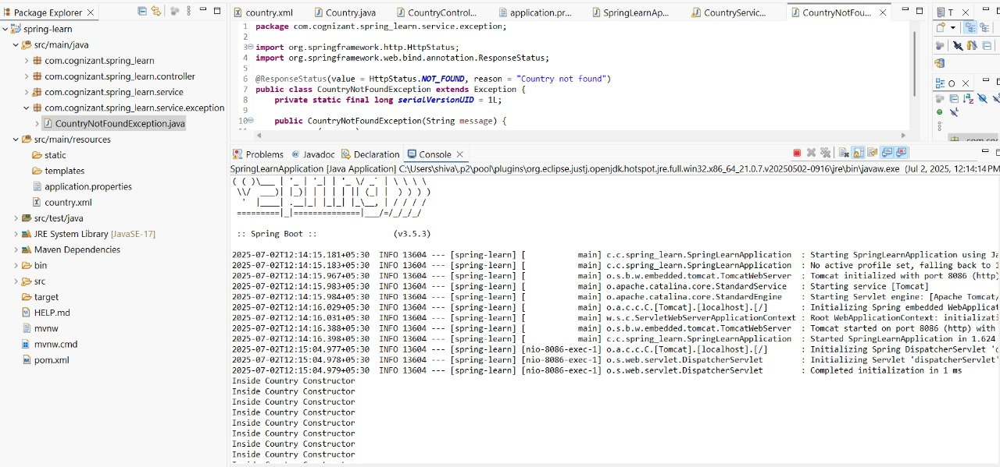 Package Explorer
spring-learn
src/main/java
com.cognizant.spring_learn
com.cognizant.spring_learn.controller
com.cognizant.spring_learn.service
com.cognizant.spring_learn.service.exception
CountryNotFoundException.java
src/main/resources
static
templates
application.properties
country.xml
src/test/java
JRE System Library [JavaSE-17]
Maven Dependencies
bin
src
target
HELP.md
mvnw
mvnw.cmd
pom.xml
country.xml Country.java CountryControl... application.pr... SpringLearnAp... CountryServic... CountryNotFou...
1 package com.cognizant.spring_learn.service.exception;
2
3 import org.springframework.http.HttpStatus;
4 import org.springframework.web.bind.annotation.ResponseStatus;
5
6 @ResponseStatus(value = HttpStatus.NOT_FOUND, reason = "Country not found")
7 public class CountryNotFoundException extends Exception {
8 private static final long serialVersionUID = 1L;
9
10 public CountryNotFoundException(String message) {
T
O
Problems Javadoc Declaration Console
SpringLearnApplication [Java Application] C:\Users\shiva\.p2\pool\plugins\org.eclipse.justj.openjdk.hotspot.jre.full.win32.x86_64_21.0.7.v20250502-0916\jre\bin\javaw.exe (Jul 2, 2025, 12:14:14 PM
:: Spring Boot :: (v3.5.3)
2025-07-02T12:14:15.181+05:30 INFO 13604 --- [spring-learn] [ main] c.c.spring_learn.SpringLearnApplication : Starting SpringLearnApplication using Ja
2025-07-02T12:14:15.183+05:30 INFO 13604 --- [spring-learn] [ main] c.c.spring_learn.SpringLearnApplication : No active profile set, falling back to 1
2025-07-02T12:14:15.967+05:30 INFO 13604 --- [spring-learn] [ main] o.s.b.w.embedded.tomcat.TomcatWebServer : Tomcat initialized with port 8086 (http)
2025-07-02T12:14:15.983+05:30 INFO 13604 --- [spring-learn] [ main] o.apache.catalina.core.StandardService : Starting service [Tomcat]
2025-07-02T12:14:15.984+05:30 INFO 13604 --- [spring-learn] [ main] o.apache.catalina.core.StandardEngine : Starting Servlet engine: [Apache Tomcat/
2025-07-02T12:14:16.029+05:30 INFO 13604 --- [spring-learn] [ main] o.a.c.c.C.[Tomcat].[localhost].[/] : Initializing Spring embedded WebApplicat
2025-07-02T12:14:16.031+05:30 INFO 13604 --- [spring-learn] [ main] w.s.c.ServletWebServerApplicationContext : Root WebApplicationContext: initializati
2025-07-02T12:14:16.388+05:30 INFO 13604 --- [spring-learn] [ main] o.s.b.w.embedded.tomcat.TomcatWebServer : Tomcat started on port 8086 (http) with
2025-07-02T12:14:16.398+05:30 INFO 13604 --- [spring-learn] [ main] c.c.spring_learn.SpringLearnApplication : Started SpringLearnApplication in 1.624
2025-07-02T12:15:04.977+05:30 INFO 13604 --- [spring-learn] [nio-8086-exec-1] o.a.c.c.C.[Tomcat].[localhost].[/] : Initializing Spring DispatcherServlet 'd
2025-07-02T12:15:04.978+05:30 INFO 13604 --- [spring-learn] [nio-8086-exec-1] o.s.web.servlet.DispatcherServlet : Initializing Servlet 'dispatcherServlet'
2025-07-02T12:15:04.979+05:30 INFO 13604 --- [spring-learn] [nio-8086-exec-1] o.s.web.servlet.DispatcherServlet : Completed initialization in 1 ms
Inside Country Constructor
Inside Country Constructor
Inside Country Constructor
Inside Country Constructor
Inside Country Constructor
Inside Country Constructor
Inside Country Constructor
Inside Country Constructor